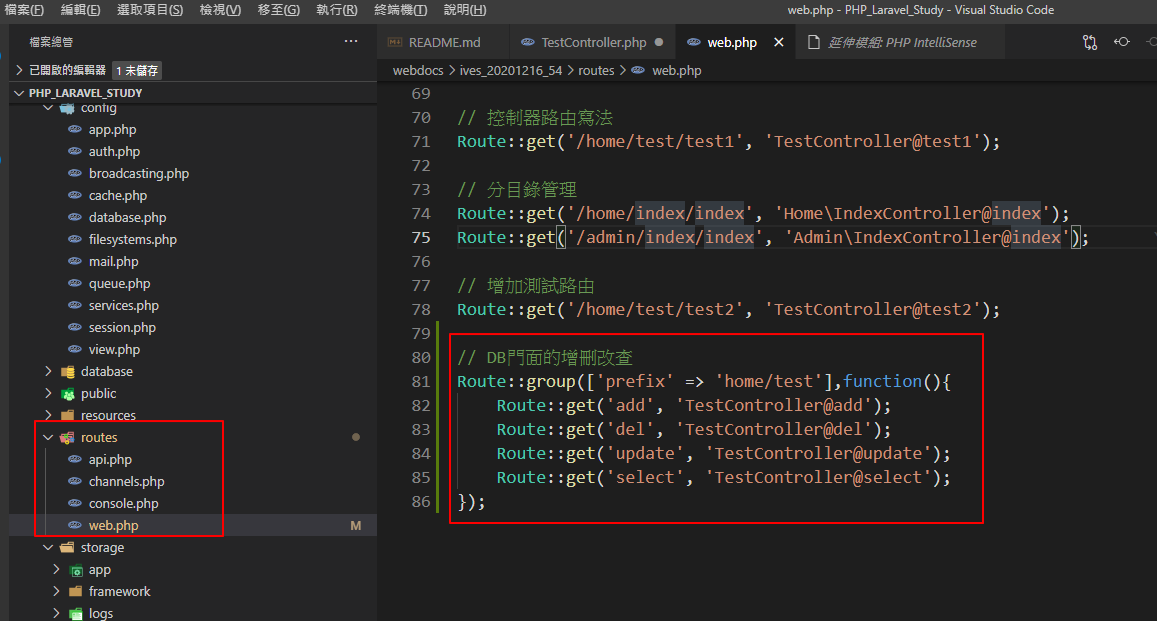 檔案(F) 編輯(E) 選取項目(S) 檢視(V) 移至(G) 執行(R) 終端機(T) 說明(H)
web.php - PHP_Laravel_Study - Visual Studio Code
檔案總管
README.md TestController.php web.php 延伸模組: PHP IntelliSense
已開啟的編輯器 1 未儲存
webdocs > ives_20201216_54 > routes > web.php
PHP_LARAVEL_STUDY
config
app.php
auth.php
broadcasting.php
cache.php
database.php
filesystems.php
mail.php
queue.php
services.php
session.php
view.php
database
public
resources
routes
api.php
channels.php
console.php
web.php M
storage
app
framework
logs
69
70 // 控制器路由寫法
71 Route::get('/home/test/test1', 'TestController@test1');
72
73 // 分目錄管理
74 Route::get('/home/index/index', 'Home\IndexController@index');
75 Route::get('/admin/index/index', 'Admin\IndexController@index');
76
77 // 增加測試路由
78 Route::get('/home/test/test2', 'TestController@test2');
79
80 // DB門面的增刪改查
81 Route::group(['prefix' => 'home/test'],function(){
82 Route::get('add', 'TestController@add');
83 Route::get('del', 'TestController@del');
84 Route::get('update', 'TestController@update');
85 Route::get('select', 'TestController@select');
86 });